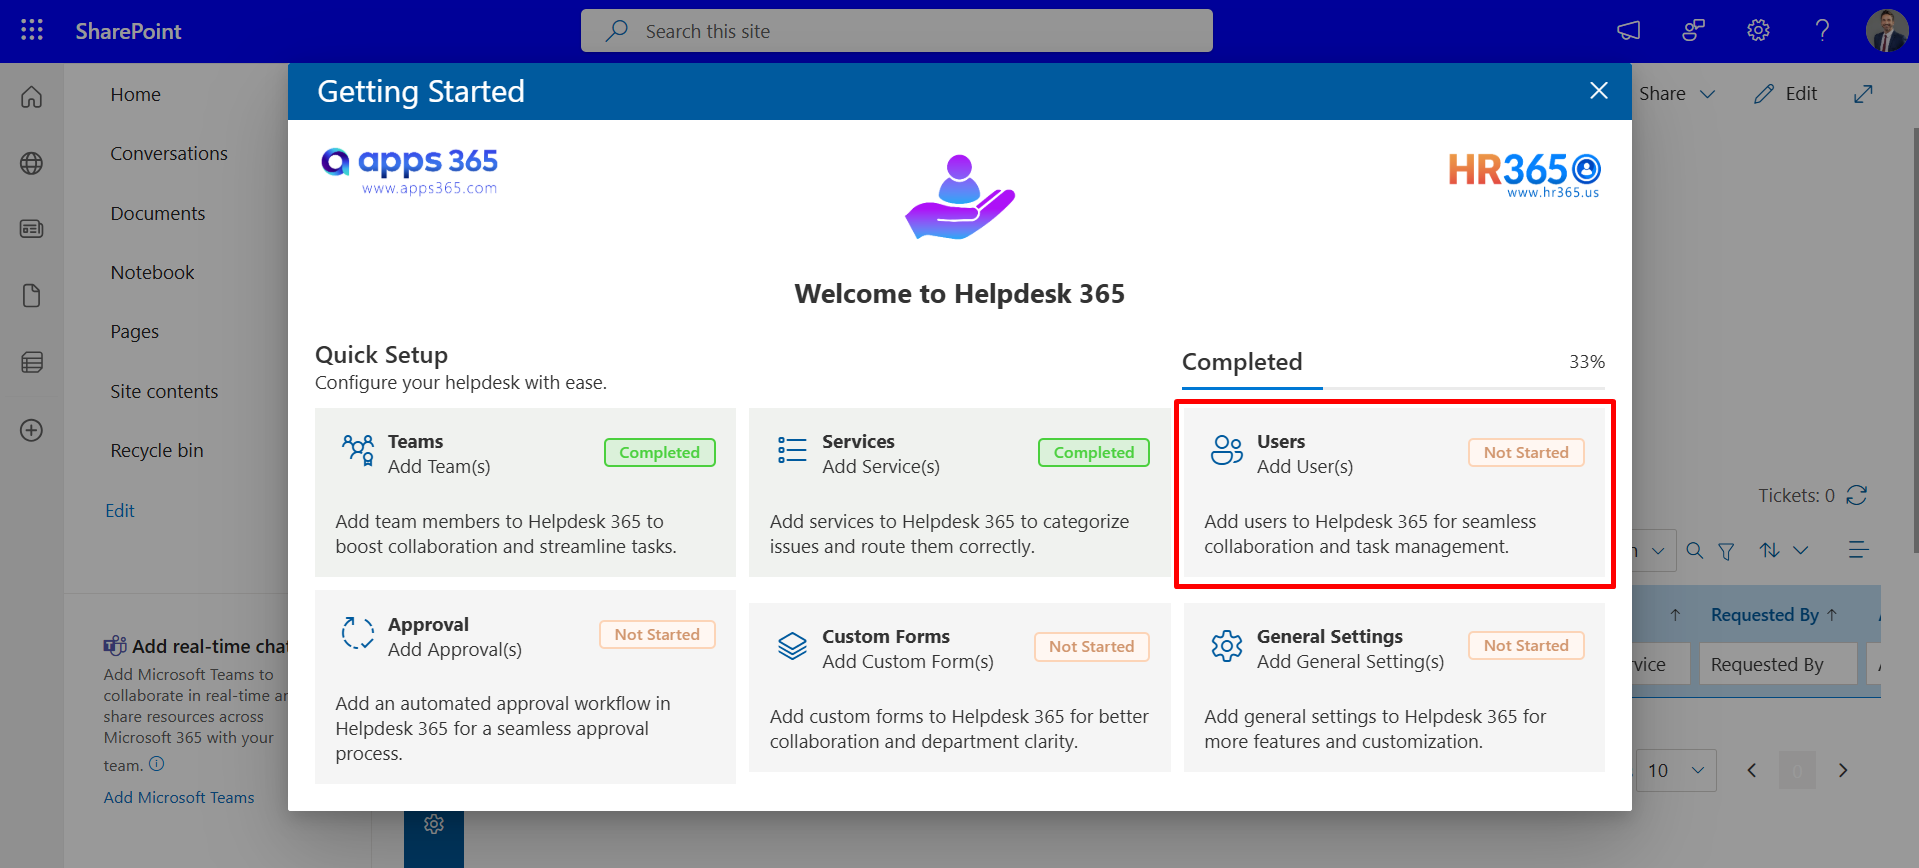 SharePoint
Search this site
Home
Conversations
Documents
Notebook
Pages
Site contents
Recycle bin
Edit
Add real-time chat
Add Microsoft Teams to
collaborate in real-time
share resources across
Microsoft 365 with your
team.
Add Microsoft Teams
Getting Started
Share
Edit
apps 365
www.apps365.com
HR365
www.hr365.us
Welcome to Helpdesk 365
Quick Setup
Configure your helpdesk with ease.
Completed
33%
Teams
Add Team(s)
Completed
Add team members to Helpdesk 365 to
boost collaboration and streamline tasks.
Services
Add Service(s)
Completed
Add services to Helpdesk 365 to categorize
issues and route them correctly.
Users
Add User(s)
Not Started
Add users to Helpdesk 365 for seamless
collaboration and task management.
Approval
Add Approval(s)
Not Started
Add an automated approval workflow in
Helpdesk 365 for a seamless approval
process.
Custom Forms
Add Custom Form(s)
Not Started
Add custom forms to Helpdesk 365 for better
collaboration and department clarity.
General Settings
Add General Setting(s)
Not Started
Add general settings to Helpdesk 365 for
more features and customization.
Tickets: 0
Requested By
Requested By
10
0